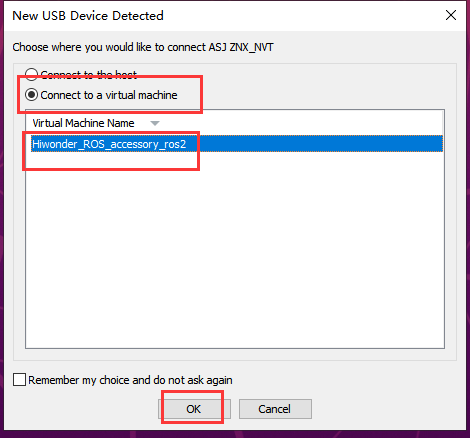 New USB Device Detected
Choose where you would like to connect ASJ ZNX_NVT
Connect to the host
Connect to a virtual machine
Virtual Machine Name
Hiwonder_ROS_accessory_ros2
Remember my choice and do not ask again
OK
Cancel